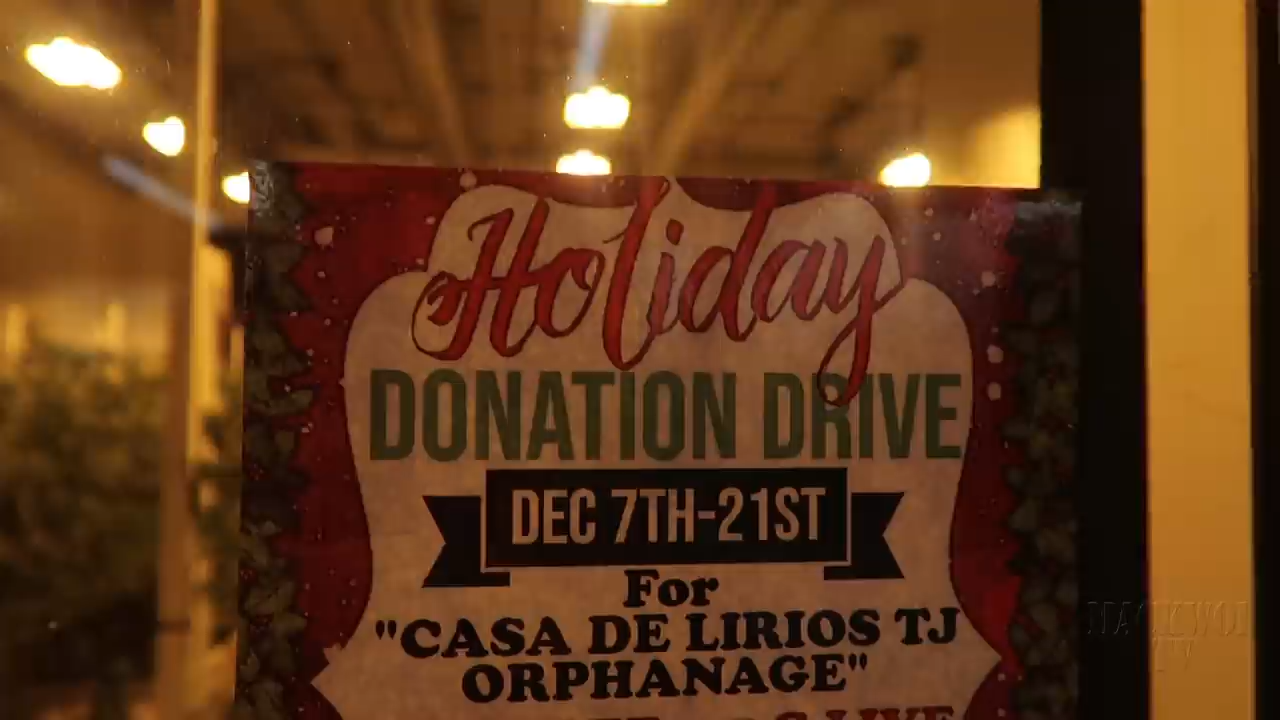 Holiday
DONATION DRIVE
DEC 7TH-21ST
For
"CASA DE LIRIOS TJ
ORPHANAGE"